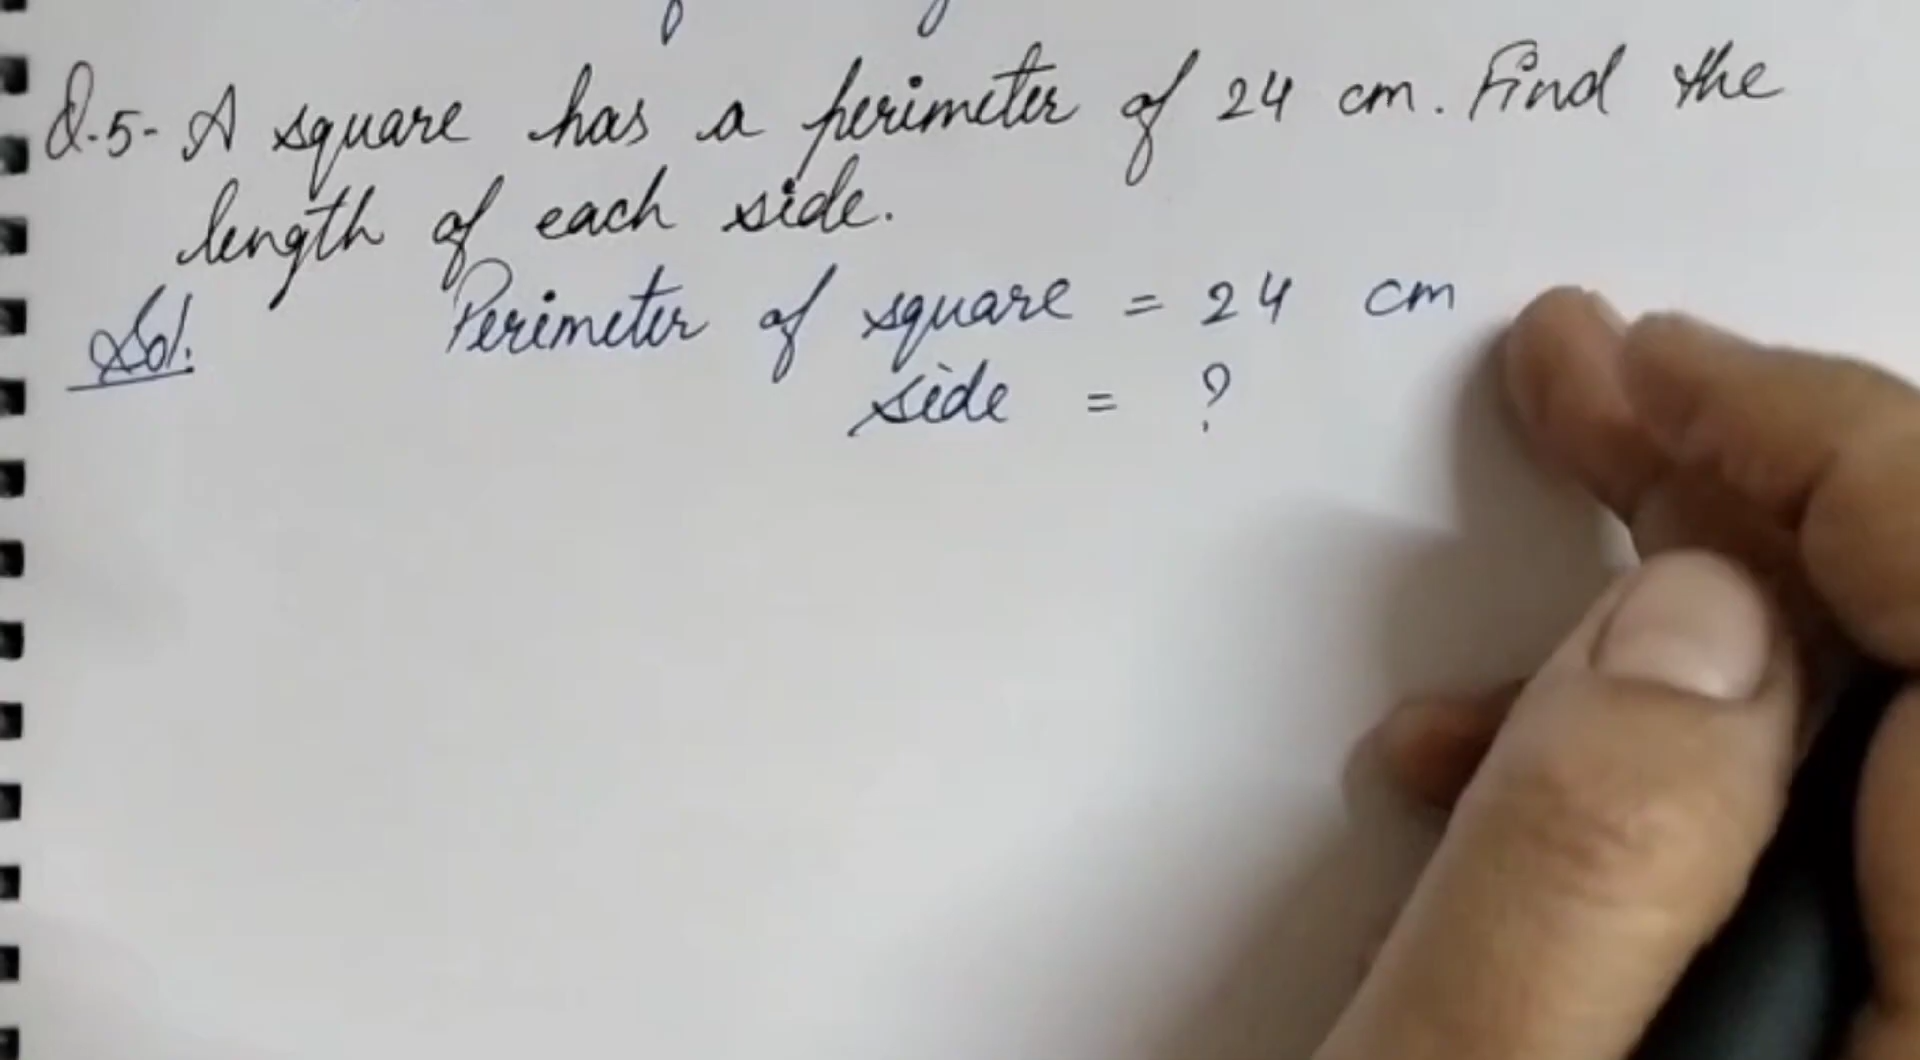 Q.5- A square has a perimeter of 24 cm. Find the
length of each side.
Sol. Perimeter of square = 24 cm
side = ?